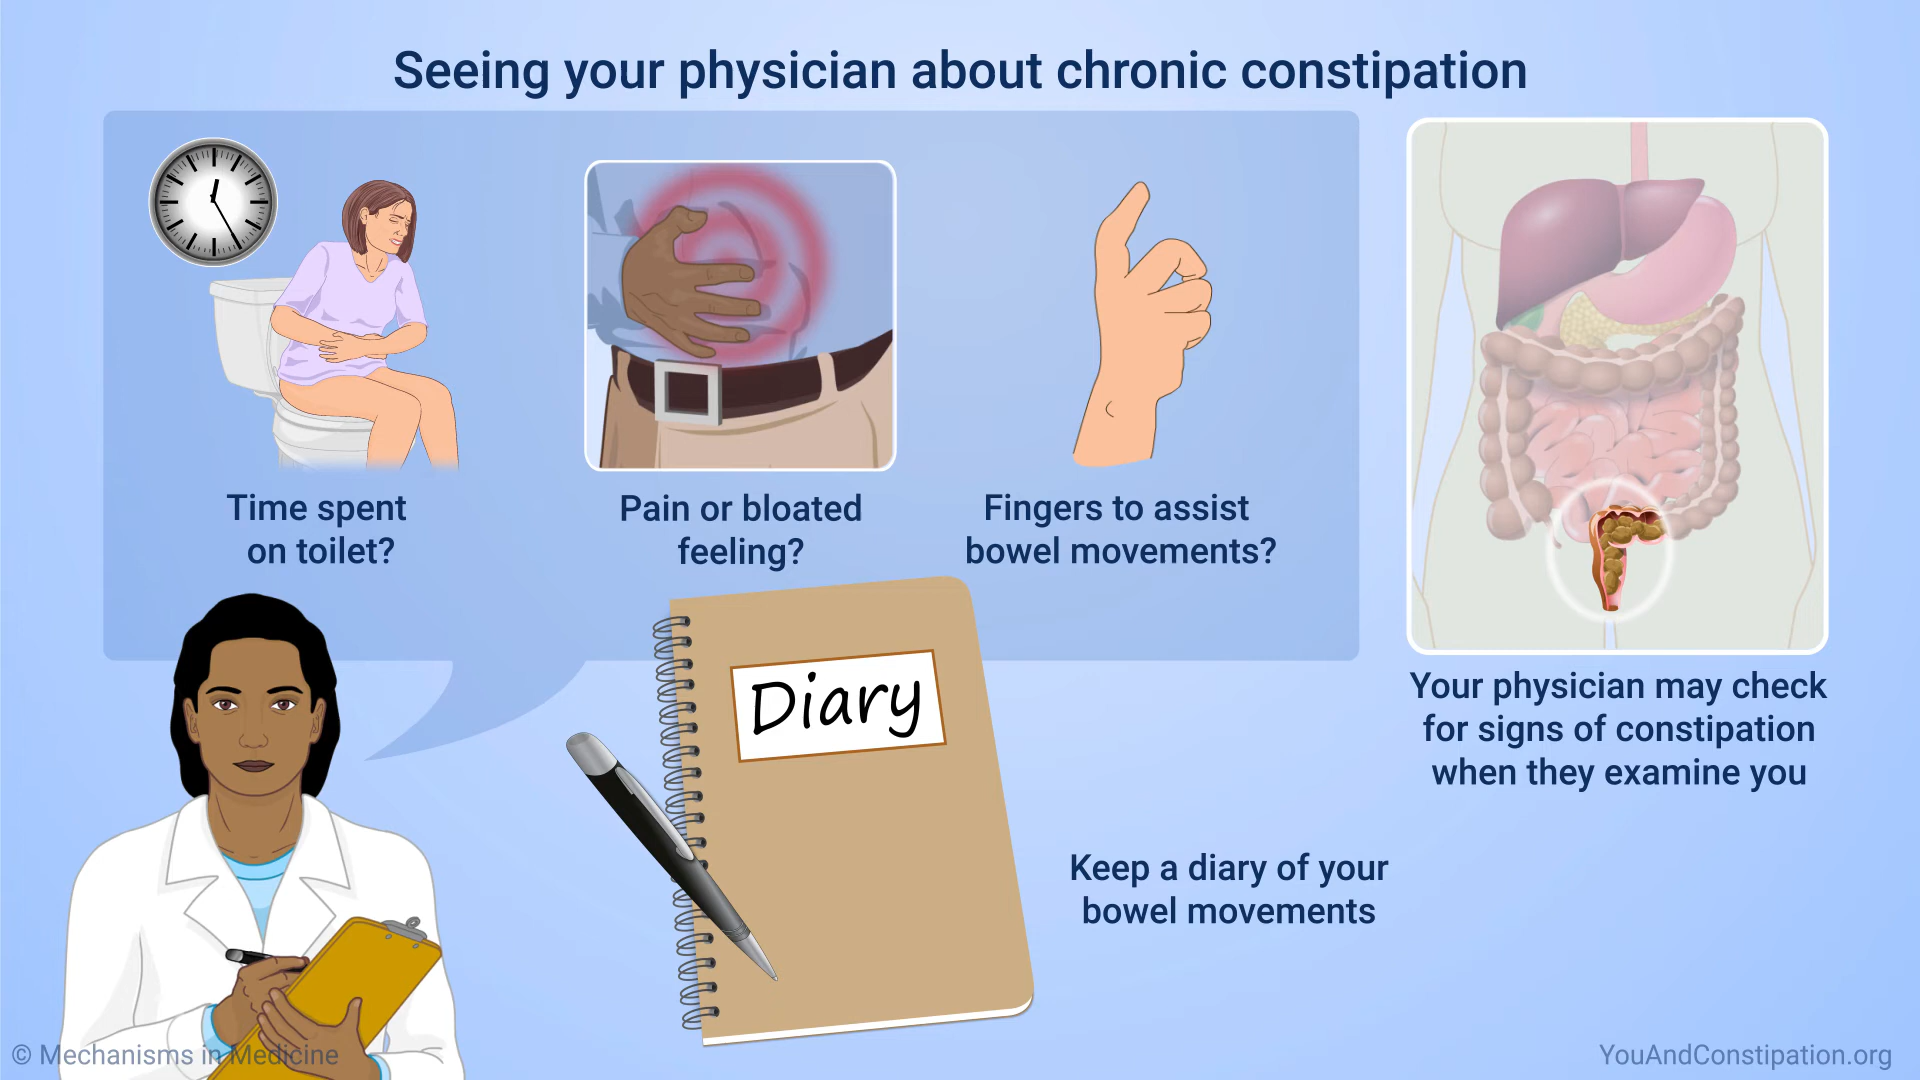 Seeing your physician about chronic constipation
Time spent
on toilet?
Pain or bloated
feeling?
Fingers to assist
bowel movements?
Your physician may check
for signs of constipation
when they examine you
Diary
Keep a diary of your
bowel movements
© Mechanisms in Medicine
YouAndConstipation.org